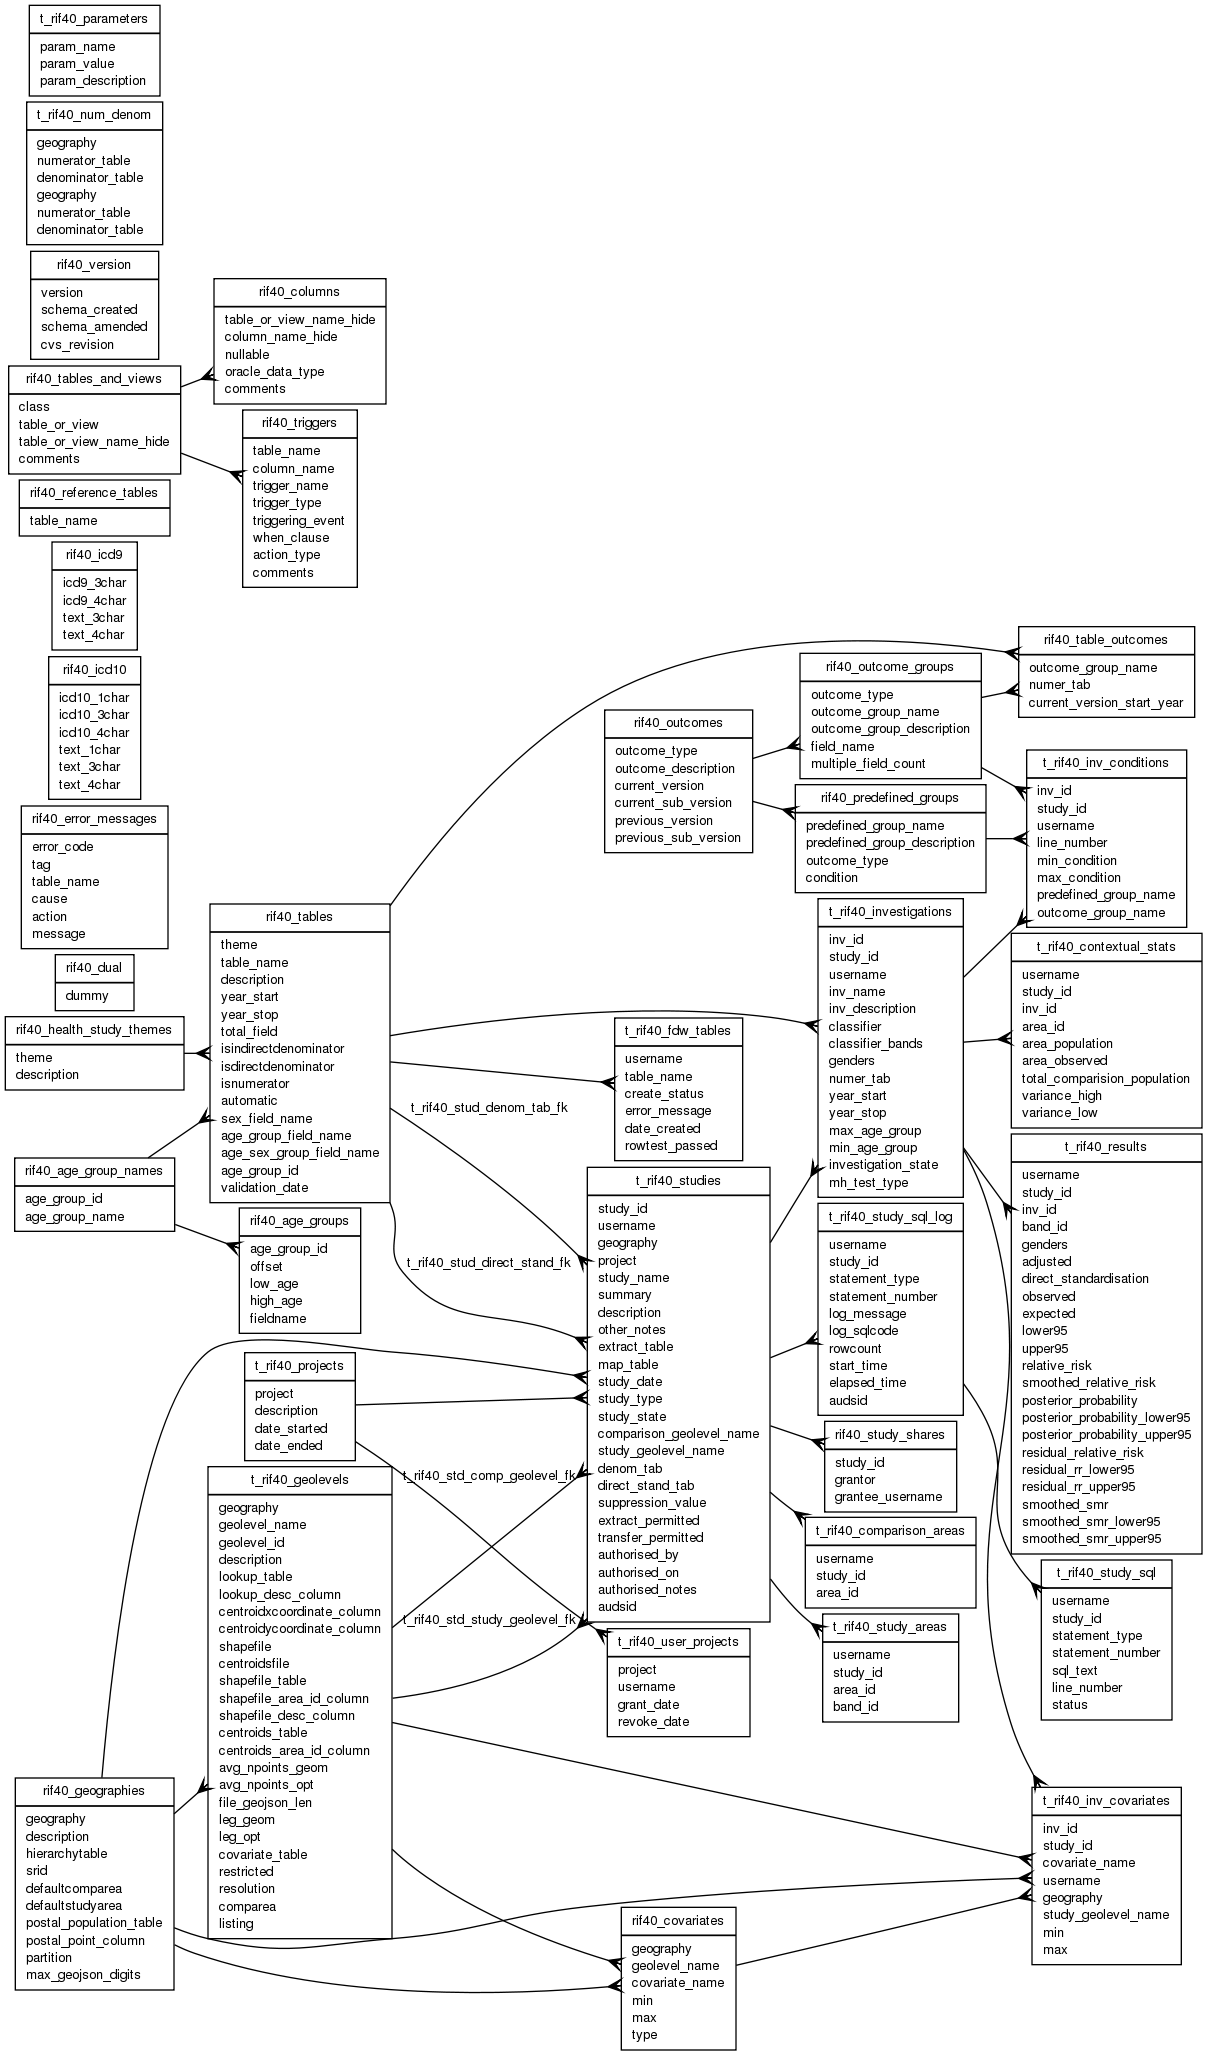 t_rif40_parameters
param_name
param_value
param_description
t_rif40_num_denom
geography
numerator_table
denominator_table
geography
numerator_table
denominator_table
rif40_version
version
schema_created
schema_amended
cvs_revision
rif40_tables_and_views
class
table_or_view
table_or_view_name_hide
comments
rif40_reference_tables
table_name
rif40_icd9
icd9_3char
icd9_4char
text_3char
text_4char
rif40_icd10
icd10_1char
icd10_3char
icd10_4char
text_1char
text_3char
text_4char
rif40_error_messages
error_code
tag
table_name
cause
action
message
rif40_dual
dummy
rif40_health_study_themes
theme
description
rif40_age_group_names
age_group_id
age_group_name
rif40_geographies
geography
description
hierarchytable
srid
defaultcomparea
defaultstudyarea
postal_population_table
postal_point_column
partition
max_geojson_digits
rif40_columns
table_or_view_name_hide
column_name_hide
nullable
oracle_data_type
comments
rif40_triggers
table_name
column_name
trigger_name
trigger_type
triggering_event
when_clause
action_type
comments
rif40_tables
theme
table_name
description
year_start
year_stop
total_field
isindirectdenominator
isdirectdenominator
isnumerator
automatic
sex_field_name
age_group_field_name
age_sex_group_field_name
age_group_id
validation_date
rif40_age_groups
age_group_id
offset
low_age
high_age
fieldname
t_rif40_projects
project
description
date_started
date_ended
t_rif40_geolevels
geography
geolevel_name
geolevel_id
description
lookup_table
lookup_desc_column
centroidxcoordinate_column
centroidycoordinate_column
shapefile
centroidsfile
shapefile_table
shapefile_area_id_column
shapefile_desc_column
centroids_table
centroids_area_id_column
avg_npoints_geom
avg_npoints_opt
file_geojson_len
leg_geom
leg_opt
covariate_table
restricted
resolution
comparea
listing
t_rif40_stud_denom_tab_fk
t_rif40_stud_direct_stand_fk
t_rif40_std_comp_geolevel_fk
t_rif40_std_study_geolevel_fk
rif40_outcomes
outcome_type
outcome_description
current_version
current_sub_version
previous_version
previous_sub_version
t_rif40_fdw_tables
username
table_name
create_status
error_message
date_created
rowtest_passed
t_rif40_studies
study_id
username
geography
project
study_name
summary
description
other_notes
extract_table
map_table
study_date
study_type
study_state
comparison_geolevel_name
study_geolevel_name
denom_tab
direct_stand_tab
suppression_value
extract_permitted
transfer_permitted
authorised_by
authorised_on
authorised_notes
audsid
t_rif40_user_projects
project
username
grant_date
revoke_date
rif40_covariates
geography
geolevel_name
covariate_name
min
max
type
rif40_outcome_groups
outcome_type
outcome_group_name
outcome_group_description
field_name
multiple_field_count
rif40_predefined_groups
predefined_group_name
predefined_group_description
outcome_type
condition
t_rif40_investigations
inv_id
study_id
username
inv_name
inv_description
classifier
classifier_bands
genders
numer_tab
year_start
year_stop
max_age_group
min_age_group
investigation_state
mh_test_type
t_rif40_study_sql_log
username
study_id
statement_type
statement_number
log_message
log_sqlcode
rowcount
start_time
elapsed_time
audsid
rif40_study_shares
study_id
grantor
grantee_username
t_rif40_comparison_areas
username
study_id
area_id
t_rif40_study_areas
username
study_id
area_id
band_id
rif40_table_outcomes
outcome_group_name
numer_tab
current_version_start_year
t_rif40_inv_conditions
inv_id
study_id
username
line_number
min_condition
max_condition
predefined_group_name
outcome_group_name
t_rif40_contextual_stats
username
study_id
inv_id
area_id
area_population
area_observed
total_comparision_population
variance_high
variance_low
t_rif40_results
username
study_id
inv_id
band_id
genders
adjusted
direct_standardisation
observed
expected
lower95
upper95
relative_risk
smoothed_relative_risk
posterior_probability
posterior_probability_lower95
posterior_probability_upper95
residual_relative_risk
residual_rr_lower95
residual_rr_upper95
smoothed_smr
smoothed_smr_lower95
smoothed_smr_upper95
t_rif40_study_sql
username
study_id
statement_type
statement_number
sql_text
line_number
status
t_rif40_inv_covariates
inv_id
study_id
covariate_name
username
geography
study_geolevel_name
min
max